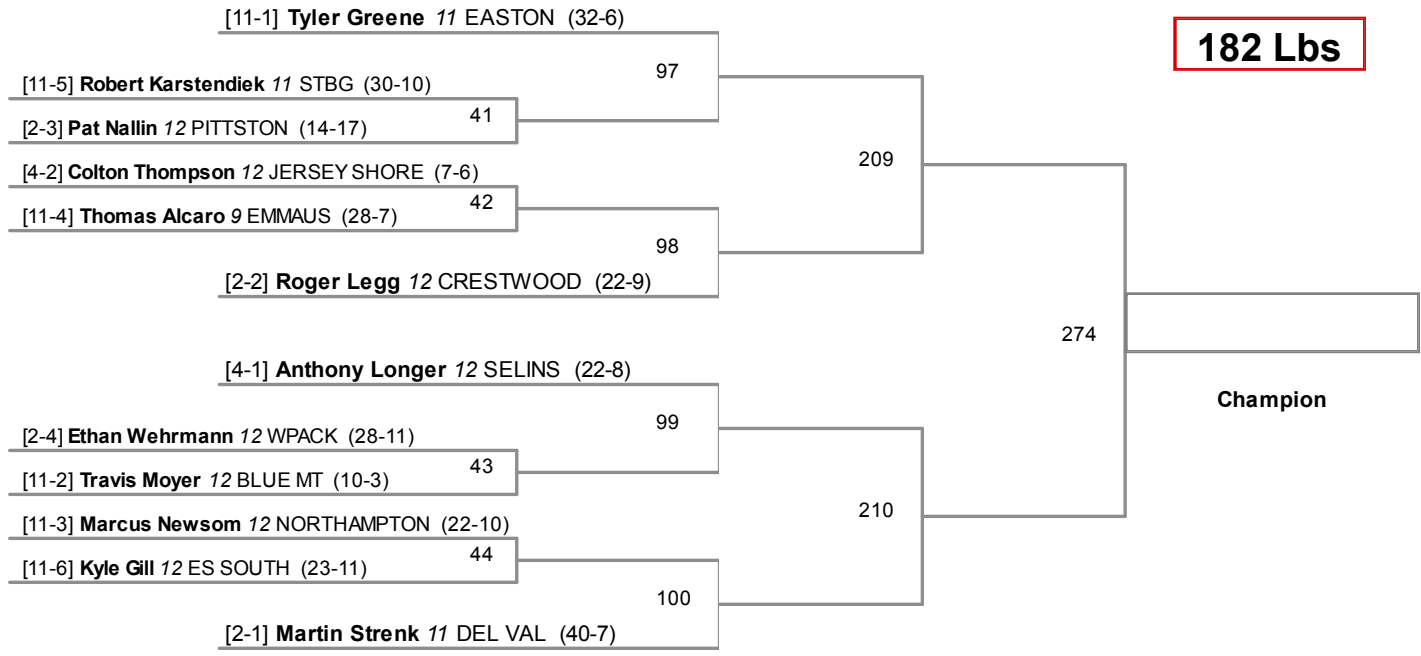 [11-1] Tyler Greene 11 EASTON (32-6)
182 Lbs
97
[11-5] Robert Karstendiek 11 STBG (30-10)
41
[2-3] Pat Nallin 12 PITTSTON (14-17)
209
[4-2] Colton Thompson 12 JERSEY SHORE (7-6)
42
[11-4] Thomas Alcaro 9 EMMAUS (28-7)
98
[2-2] Roger Legg 12 CRESTWOOD (22-9)
274
[4-1] Anthony Longer 12 SELINS (22-8)
Champion
99
[2-4] Ethan Wehrmann 12 WPACK (28-11)
43
[11-2] Travis Moyer 12 BLUE MT (10-3)
210
[11-3] Marcus Newsom 12 NORTHAMPTON (22-10)
44
[11-6] Kyle Gill 12 ES SOUTH (23-11)
100
[2-1] Martin Strenk 11 DEL VAL (40-7)